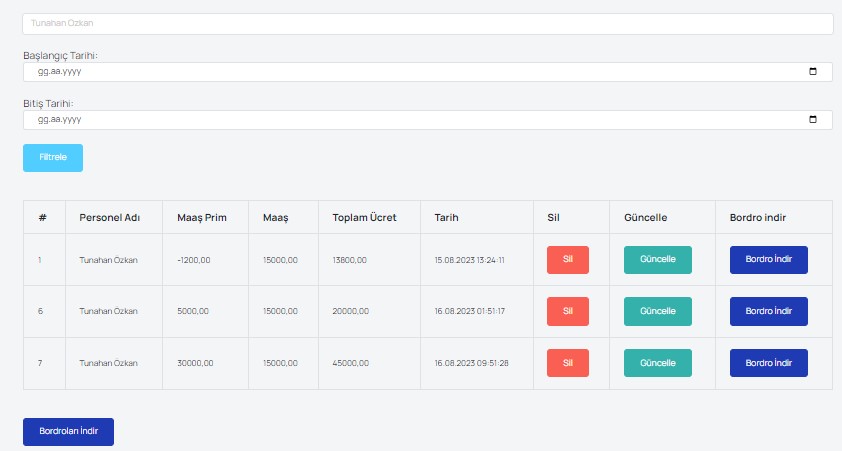 Tunahan Özkan
Başlangıç Tarihi:
gg.aa.yyyy
Bitiş Tarihi:
gg.aa.yyyy
Filtrele
# Personel Adı Maaş Prim Maaş Toplam Ücret Tarih Sil Güncelle Bordro indir
1 Tunahan Özkan -1200,00 15000,00 13800,00 15.08.2023 13:24:11 Sil Güncelle Bordro İndir
6 Tunahan Özkan 5000,00 15000,00 20000,00 16.08.2023 01:51:17 Sil Güncelle Bordro İndir
7 Tunahan Özkan 30000,00 15000,00 45000,00 16.08.2023 09:51:28 Sil Güncelle Bordro İndir
Bordroları İndir